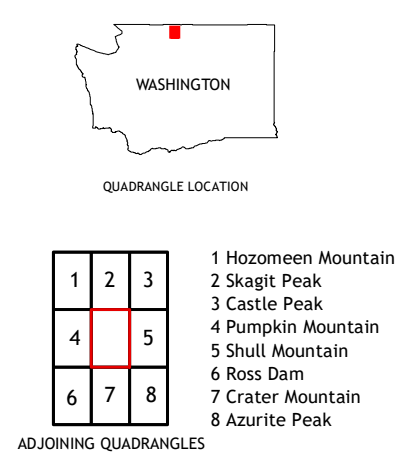 WASHINGTON
QUADRANGLE LOCATION
1 2 3
4 5
6 7 8
ADJOINING QUADRANGLES
1 Hozomeen Mountain
2 Skagit Peak
3 Castle Peak
4 Pumpkin Mountain
5 Shull Mountain
6 Ross Dam
7 Crater Mountain
8 Azurite Peak